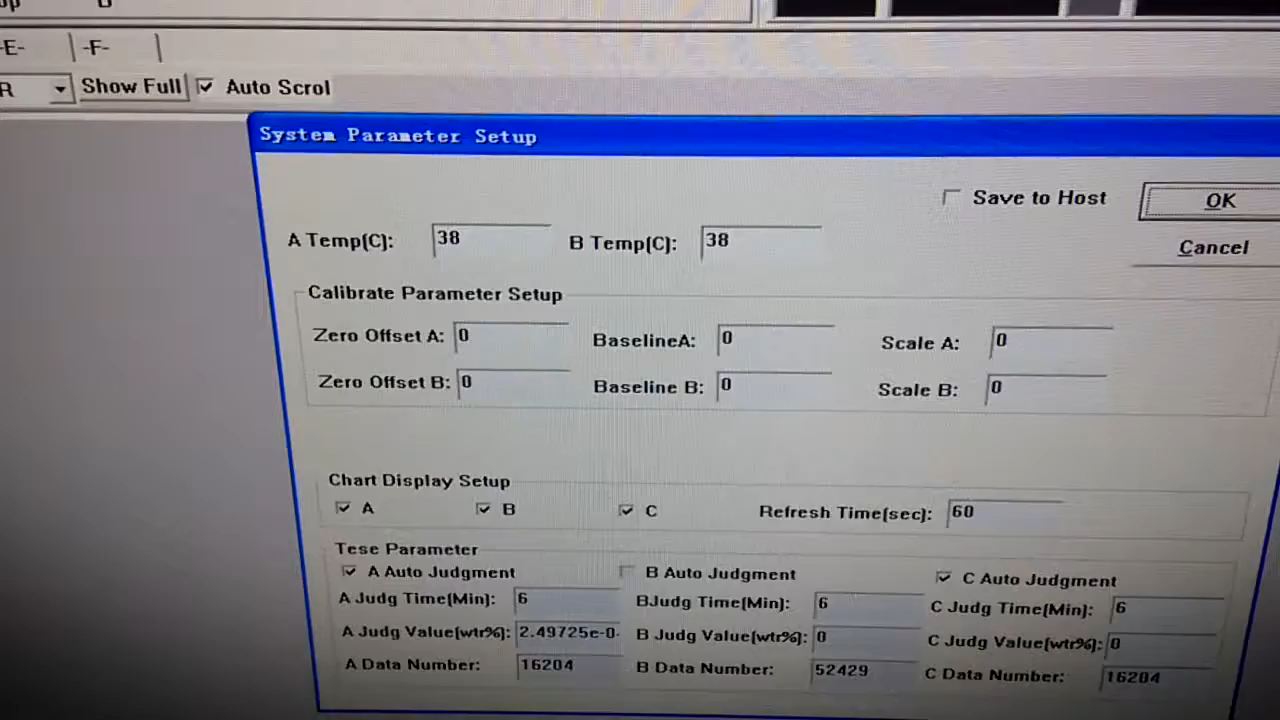 -E- -F-
R Show Full Auto Scrol
System Parameter Setup
Save to Host OK
A Temp(C): 38 B Temp(C): 38
Cancel
Calibrate Parameter Setup
Zero Offset A: 0 BaselineA: 0 Scale A: 0
Zero Offset B: 0 Baseline B: 0 Scale B: 0
Chart Display Setup
A B C Refresh Time(sec): 60
Tese Parameter
A Auto Judgment B Auto Judgment C Auto Judgment
A Judg Time(Min): 6 BJudg Time(Min): 6 C Judg Time(Min): 6
A Judg Value(wtr%): 2.49725e-0 B Judg Value(wtr%): 0 C Judg Value(wtr%): 0
A Data Number: 16204 B Data Number: 52429 C Data Number: 16204